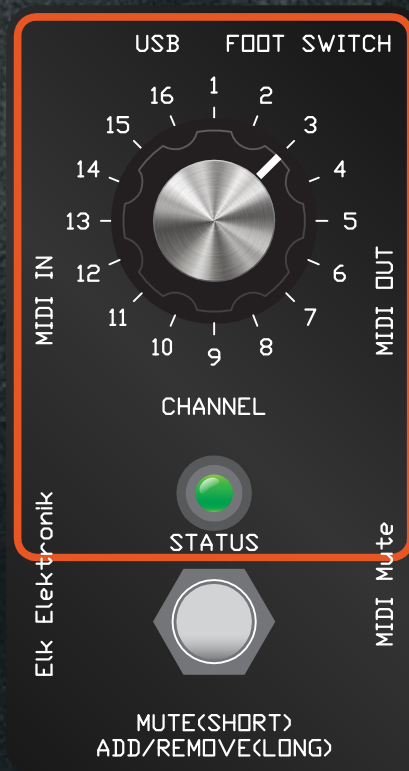 USB FOOT SWITCH
1
2
3
4
5
6
7
8
9
10
11
12
13
14
15
16
MIDI IN
MIDI OUT
CHANNEL
STATUS
Elk Elektronik
MIDI Mute
MUTE(SHORT)
ADD/REMOVE(LONG)